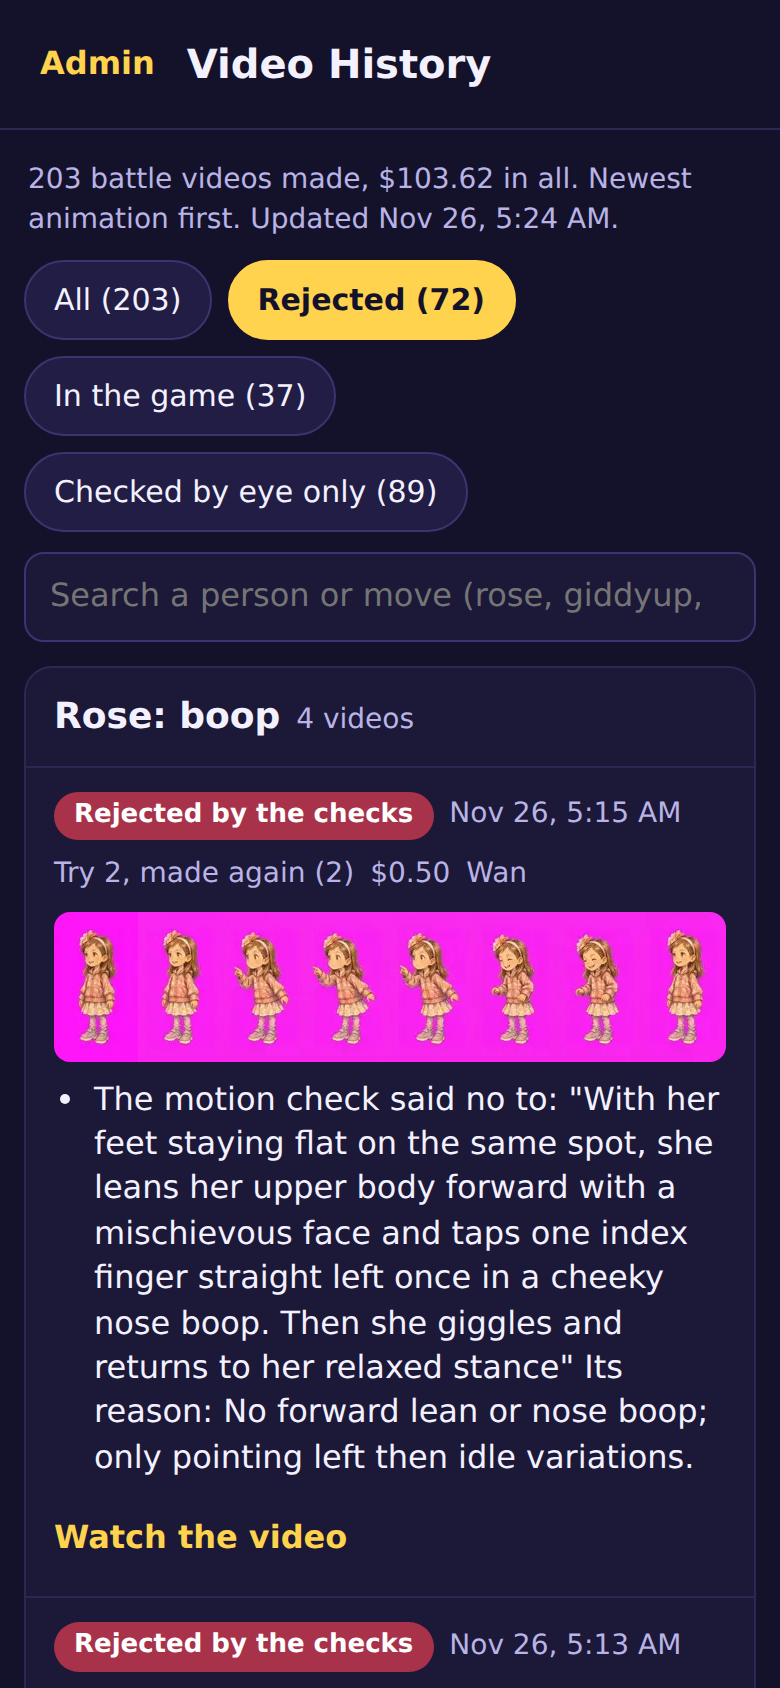 Admin Video History
203 battle videos made, $103.62 in all. Newest
animation first. Updated Nov 26, 5:24 AM.
All (203) Rejected (72)
In the game (37)
Checked by eye only (89)
Search a person or move (rose, giddyup,
Rose: boop 4 videos
Rejected by the checks Nov 26, 5:15 AM
Try 2, made again (2) $0.50 Wan
• The motion check said no to: "With her
feet staying flat on the same spot, she
leans her upper body forward with a
mischievous face and taps one index
finger straight left once in a cheeky
nose boop. Then she giggles and
returns to her relaxed stance" Its
reason: No forward lean or nose boop;
only pointing left then idle variations.
Watch the video
Rejected by the checks Nov 26, 5:13 AM